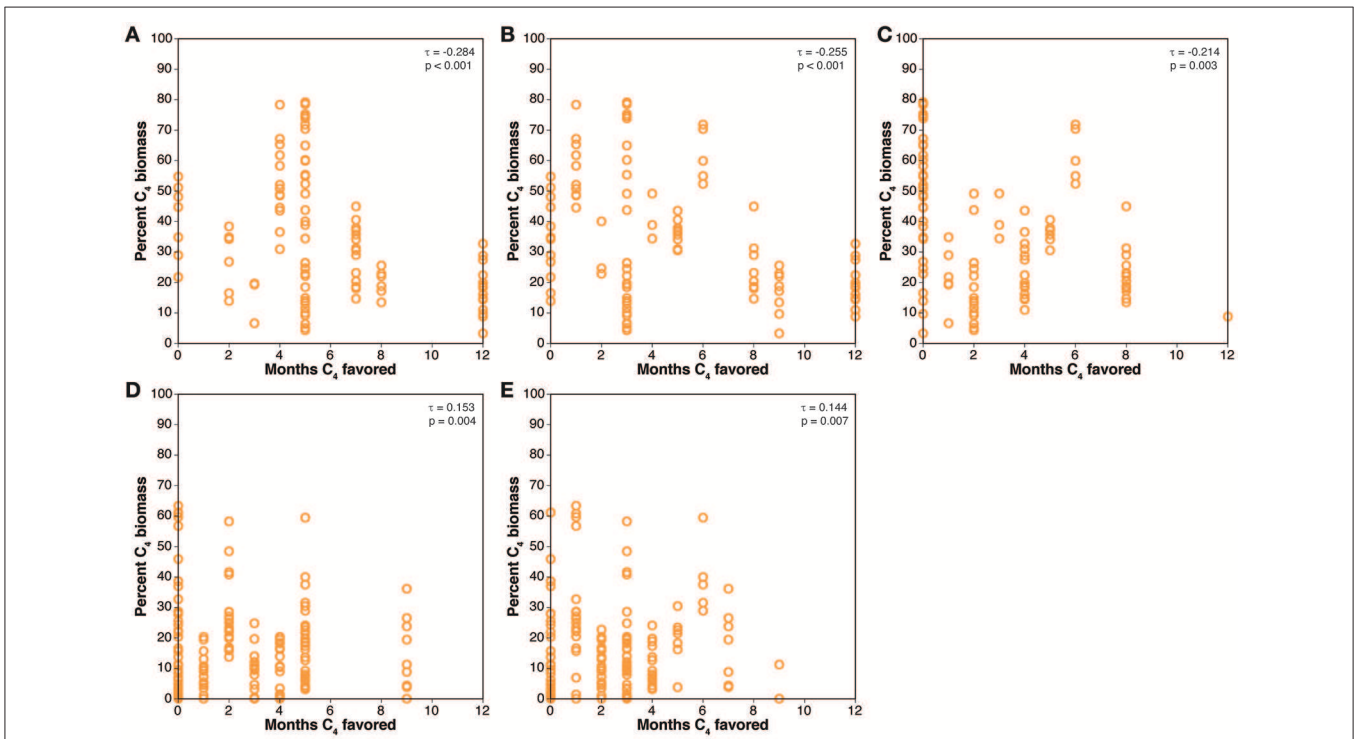 A
100
90
80
70
60
50
40
30
20
10
0
Percent C₄ biomass
τ = -0.284
p < 0.001
0 2 4 6 8 10 12
Months C₄ favored
B
100
90
80
70
60
50
40
30
20
10
0
Percent C₄ biomass
τ = -0.255
p < 0.001
0 2 4 6 8 10 12
Months C₄ favored
C
100
90
80
70
60
50
40
30
20
10
0
Percent C₄ biomass
τ = -0.214
p = 0.003
0 2 4 6 8 10 12
Months C₄ favored
D
100
90
80
70
60
50
40
30
20
10
0
Percent C₄ biomass
τ = 0.153
p = 0.004
0 2 4 6 8 10 12
Months C₄ favored
E
100
90
80
70
60
50
40
30
20
10
0
Percent C₄ biomass
τ = 0.144
p = 0.007
0 2 4 6 8 10 12
Months C₄ favored